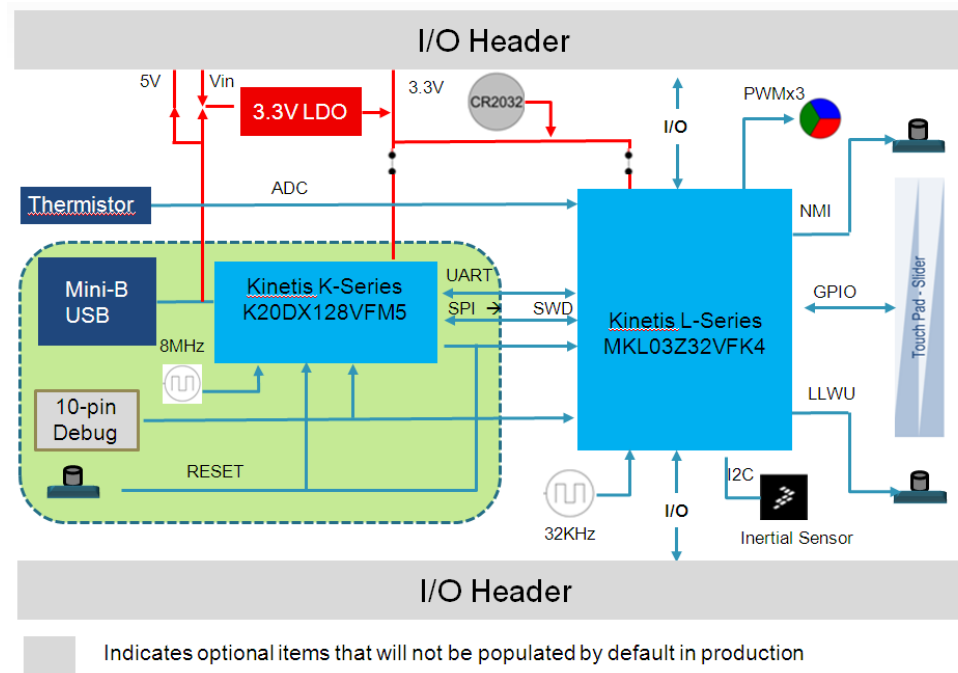 I/O Header
5V
Vin
3.3V LDO
3.3V
CR2032
I/O
PWMx3
Thermistor
ADC
NMI
Mini-B
USB
Kinetis K-Series
K20DX128VFM5
UART
SPI →
SWD
Kinetis L-Series
MKL03Z32VFK4
GPIO
Touch Pad - Slider
8MHz
10-pin
Debug
LLWU
RESET
32KHz
I/O
I2C
Inertial Sensor
I/O Header
Indicates optional items that will not be populated by default in production